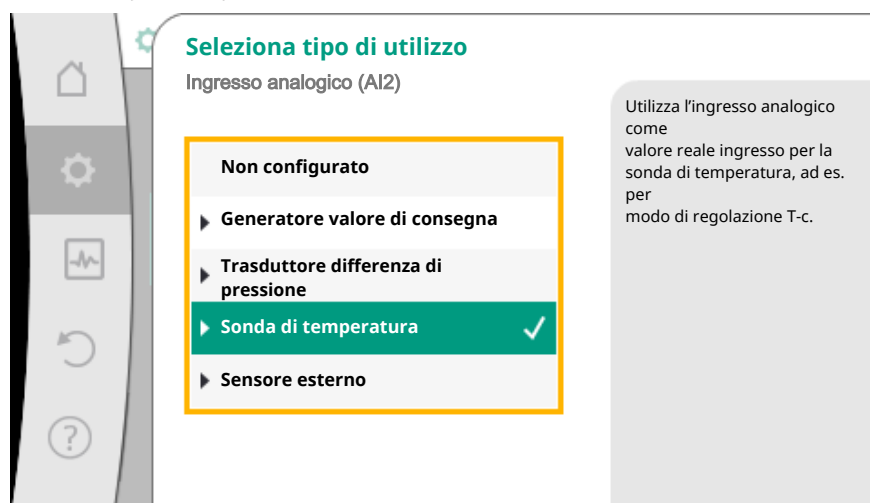 Seleziona tipo di utilizzo
Ingresso analogico (AI2)
Non configurato
Generatore valore di consegna
Trasduttore differenza di
pressione
Sonda di temperatura
Sensore esterno
Utilizza l'ingresso analogico
come
valore reale ingresso per la
sonda di temperatura, ad es.
per
modo di regolazione T-c.
?